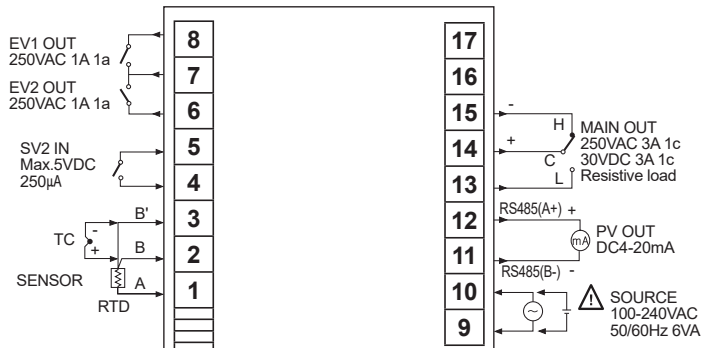 EV1 OUT
250VAC 1A 1a
EV2 OUT
250VAC 1A 1a
SV2 IN
Max.5VDC
250µA
B'
TC
-
+
B
SENSOR
A
RTD
8
7
6
5
4
3
2
1
17
16
15
14
13
12
11
10
9
-
H
+
C
L
MAIN OUT
250VAC 3A 1c
30VDC 3A 1c
Resistive load
RS485(A+) +
mA
PV OUT
DC4-20mA
RS485(B-) -
SOURCE
100-240VAC
50/60Hz 6VA